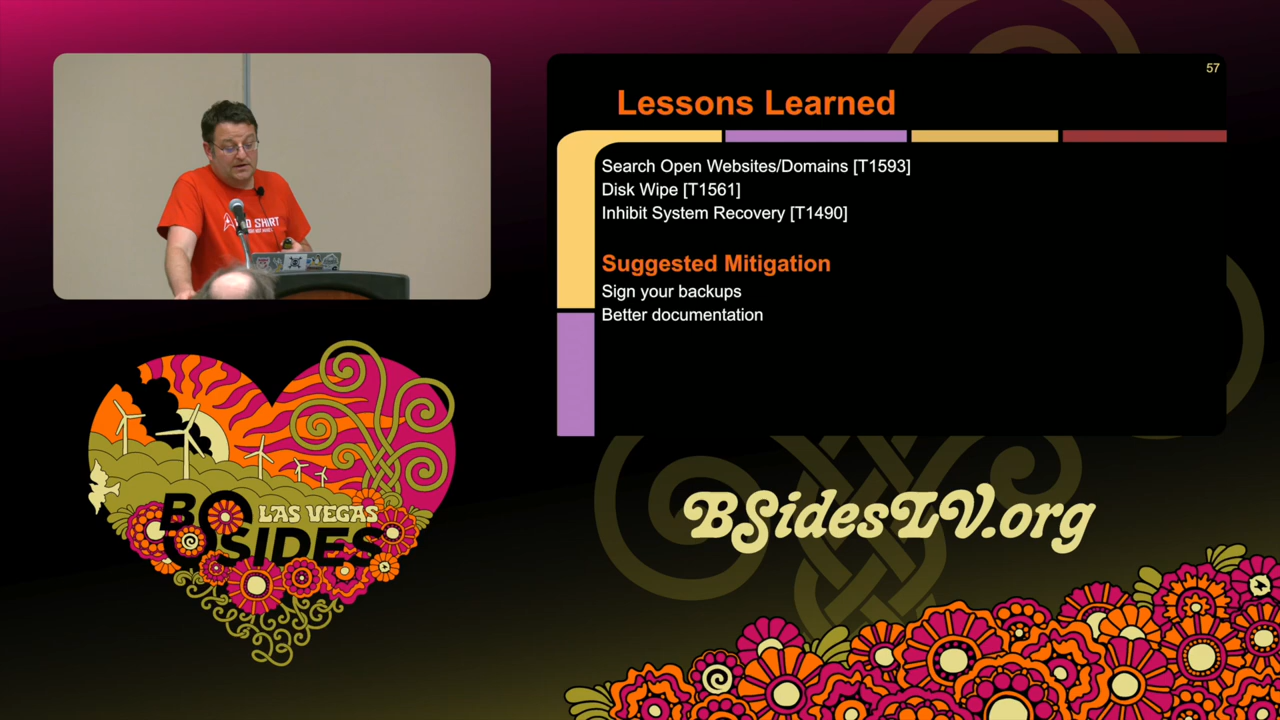 57
Lessons Learned
Search Open Websites/Domains [T1593]
Disk Wipe [T1561]
Inhibit System Recovery [T1490]
Suggested Mitigation
Sign your backups
Better documentation
SHIRT
LAS VEGAS
BSIDES
BSidesLV.org